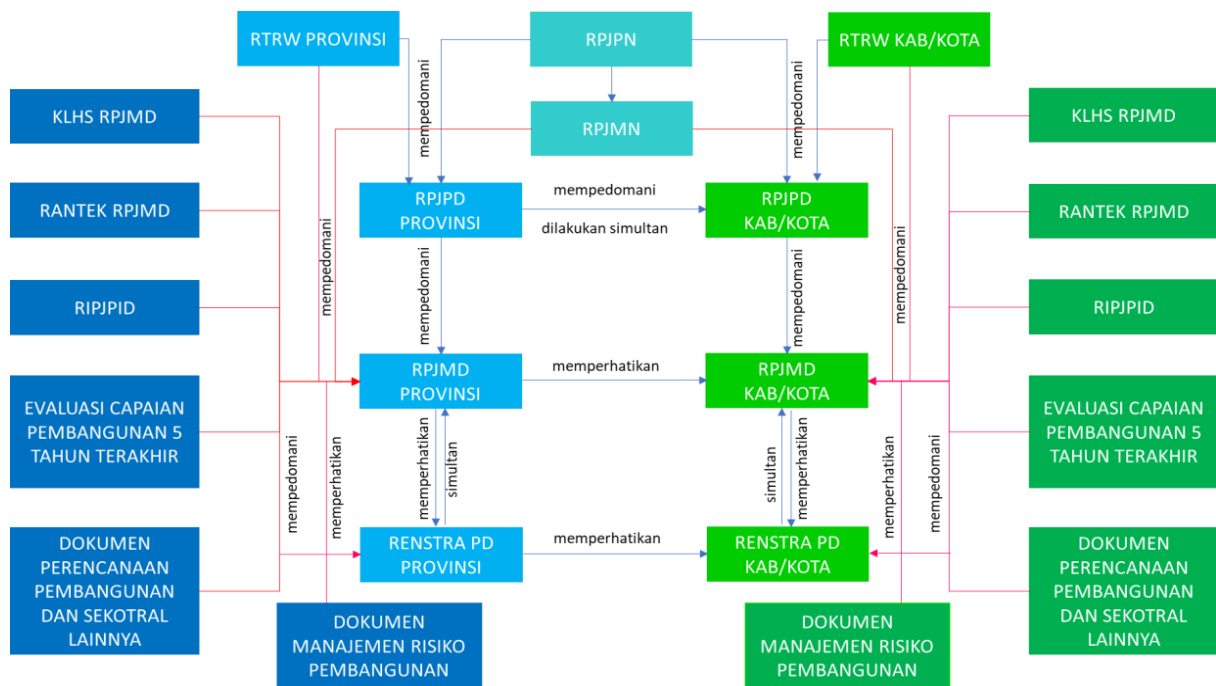 RTRW PROVINSI
RPJPN
RTRW KAB/KOTA
KLHS RPJMD
RPJMN
KLHS RPJMD
mempedomani
mempedomani
RANTEK RPJMD
RPJPD
PROVINSI
mempedomani
dilakukan simultan
RPJPD
KAB/KOTA
RANTEK RPJMD
mempedomani
mempedomani
mempedomani
mempedomani
RIPJPID
RIPJPID
RPJMD
PROVINSI
memperhatikan
RPJMD
KAB/KOTA
EVALUASI CAPAIAN
PEMBANGUNAN 5
TAHUN TERAKHIR
EVALUASI CAPAIAN
PEMBANGUNAN 5
TAHUN TERAKHIR
mempedomani
memperhatikan
memperhatikan
simultan
simultan
memperhatikan
memperhatikan
mempedomani
DOKUMEN
PERENCANAAN
PEMBANGUNAN
DAN SEKOTRAL
LAINNYA
RENSTRA PD
PROVINSI
memperhatikan
RENSTRA PD
KAB/KOTA
DOKUMEN
PERENCANAAN
PEMBANGUNAN
DAN SEKOTRAL
LAINNYA
DOKUMEN
MANAJEMEN RISIKO
PEMBANGUNAN
DOKUMEN
MANAJEMEN RISIKO
PEMBANGUNAN